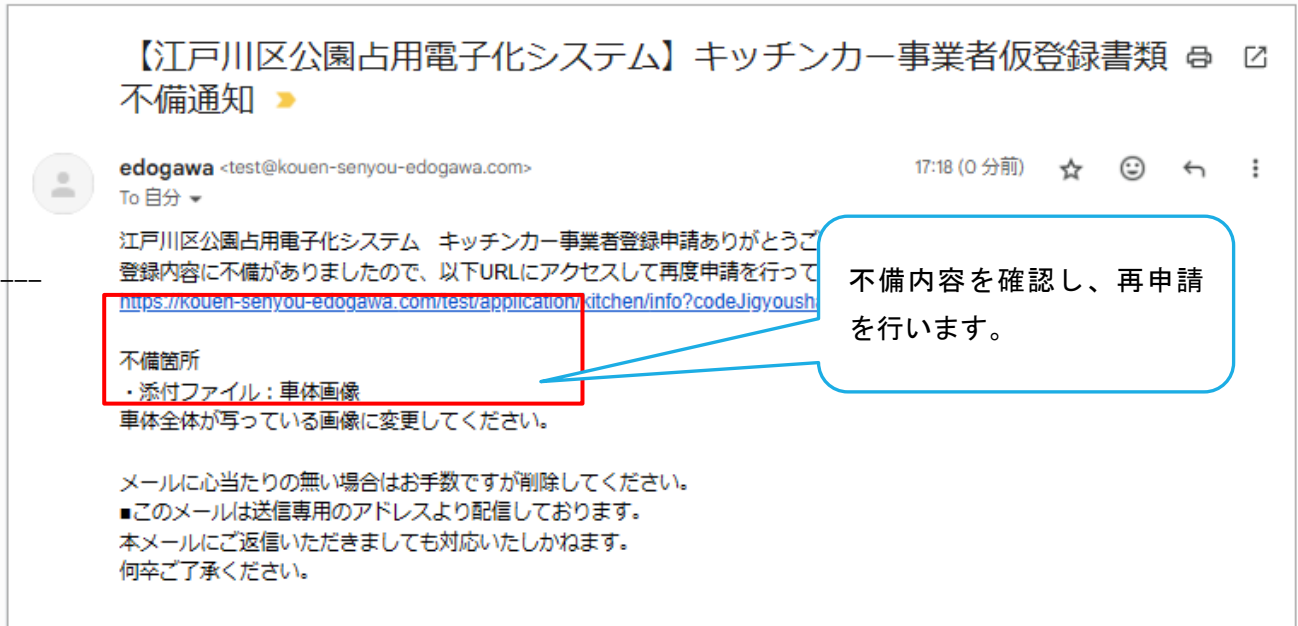 【江戸川区公園占用電子化システム】キッチンカー事業者仮登録書類
不備通知
edogawa <test@kouen-senyou-edogawa.com>
17:18 (0 分前)
To 自分
江戸川区公園占用電子化システム　キッチンカー事業者登録申請ありがとうご
登録内容に不備がありましたので、以下URLにアクセスして再度申請を行って
https://kouen-senyou-edogawa.com/test/application/kitchen/info?codeJigyousha
不備内容を確認し、再申請
を行います。
不備箇所
・添付ファイル：車体画像
車体全体が写っている画像に変更してください。
メールに心当たりの無い場合はお手数ですが削除してください。
■このメールは送信専用のアドレスより配信しております。
本メールにご返信いただきましても対応いたしかねます。
何卒ご了承ください。